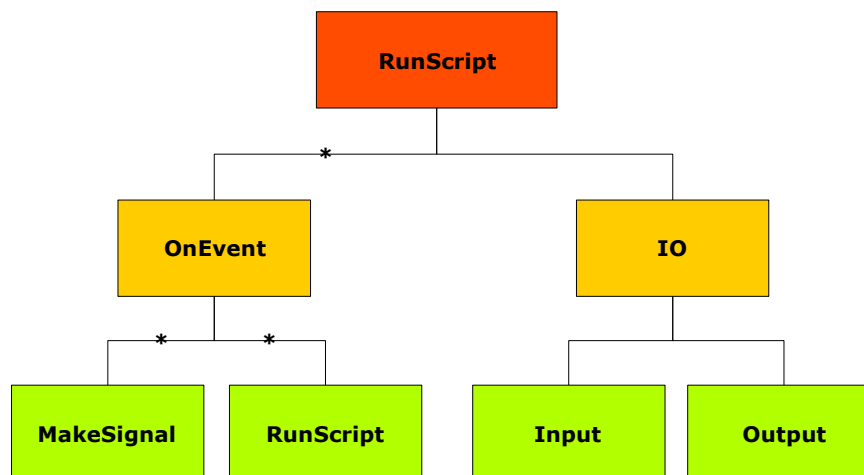 RunScript
*
OnEvent
IO
* *
MakeSignal
RunScript
Input
Output